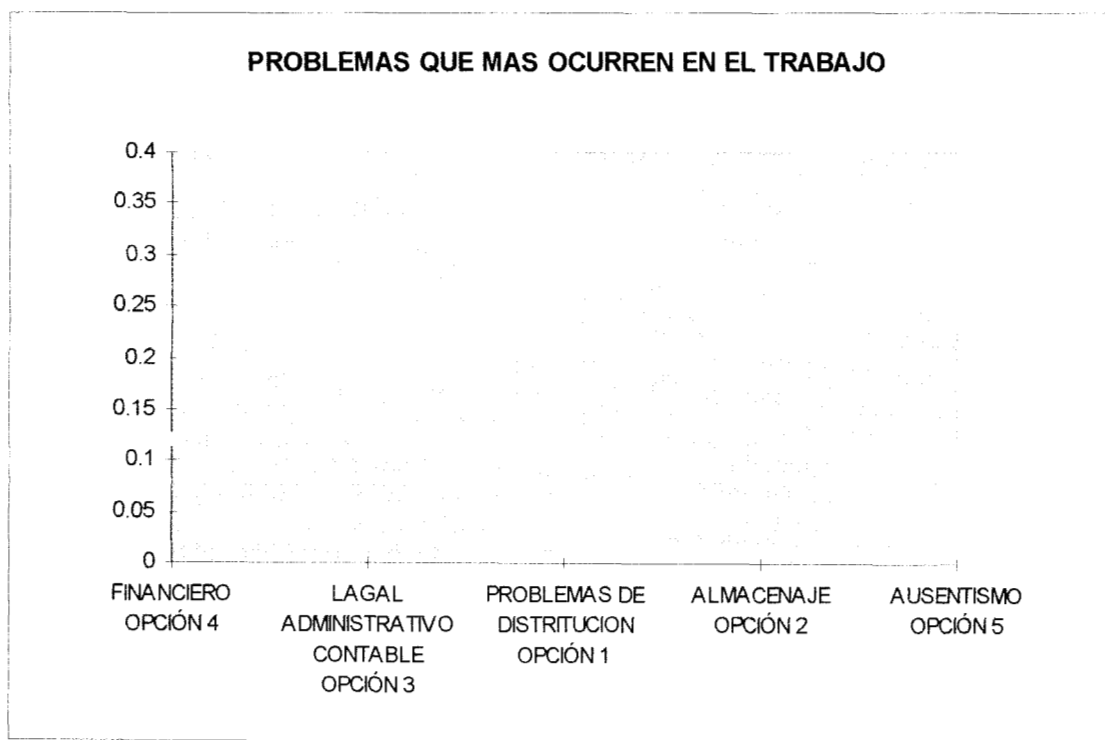 PROBLEMAS QUE MAS OCURREN EN EL TRABAJO
0.4
0.35
0.3
0.25
0.2
0.15
0.1
0.05
0
FINANCIERO
OPCIÓN 4
LAGAL
ADMINISTRATIVO
CONTABLE
OPCIÓN 3
PROBLEMAS DE
DISTRITUCION
OPCIÓN 1
ALMACENAJE
OPCIÓN 2
AUSENTISMO
OPCIÓN 5